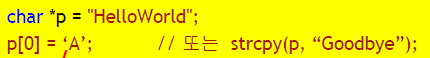 char *p = "HelloWorld";
p[0] = ‘A’; // 또는 strcpy(p, “Goodbye”);